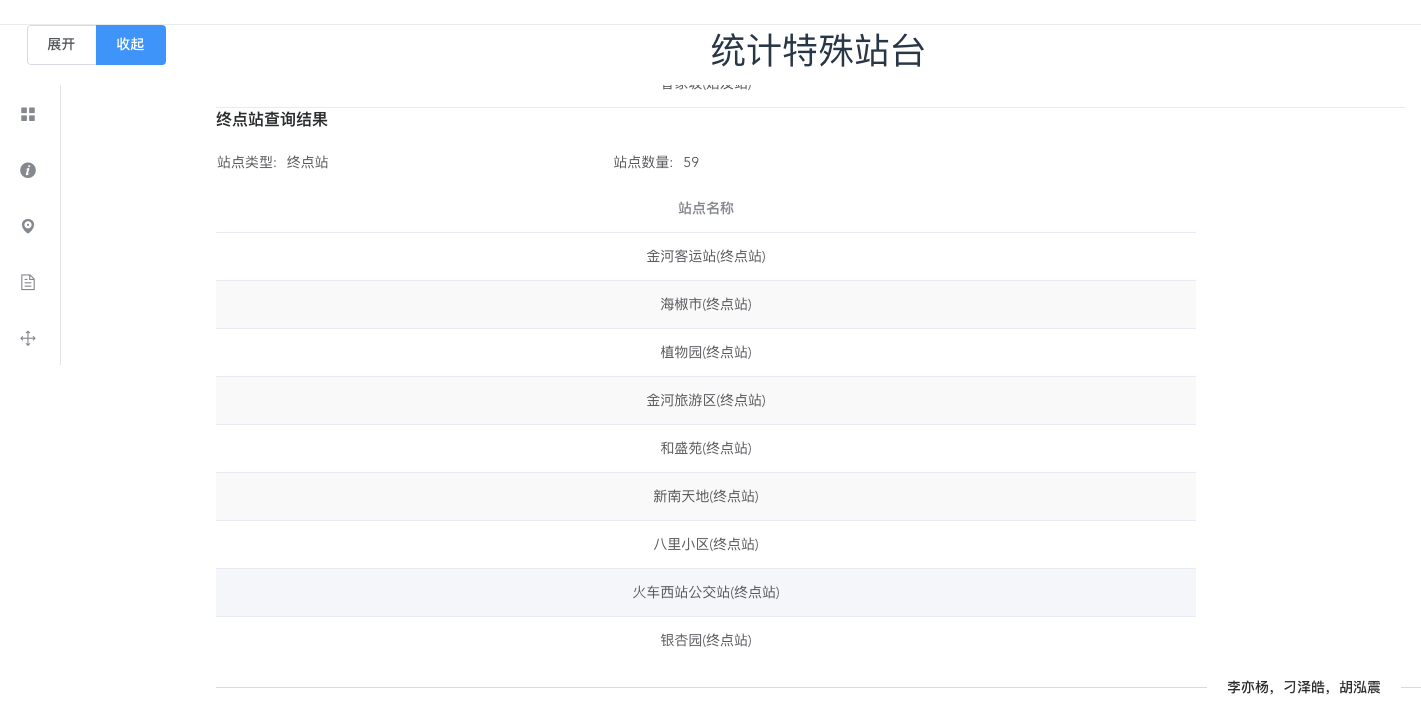 展开 收起
统计特殊站台
终点站查询结果
站点类型: 终点站 站点数量: 59
站点名称
金河客运站(终点站)
海椒市(终点站)
植物园(终点站)
金河旅游区(终点站)
和盛苑(终点站)
新南天地(终点站)
八里小区(终点站)
火车西站公交站(终点站)
银杏园(终点站)
李亦杨，刁泽皓，胡泓震